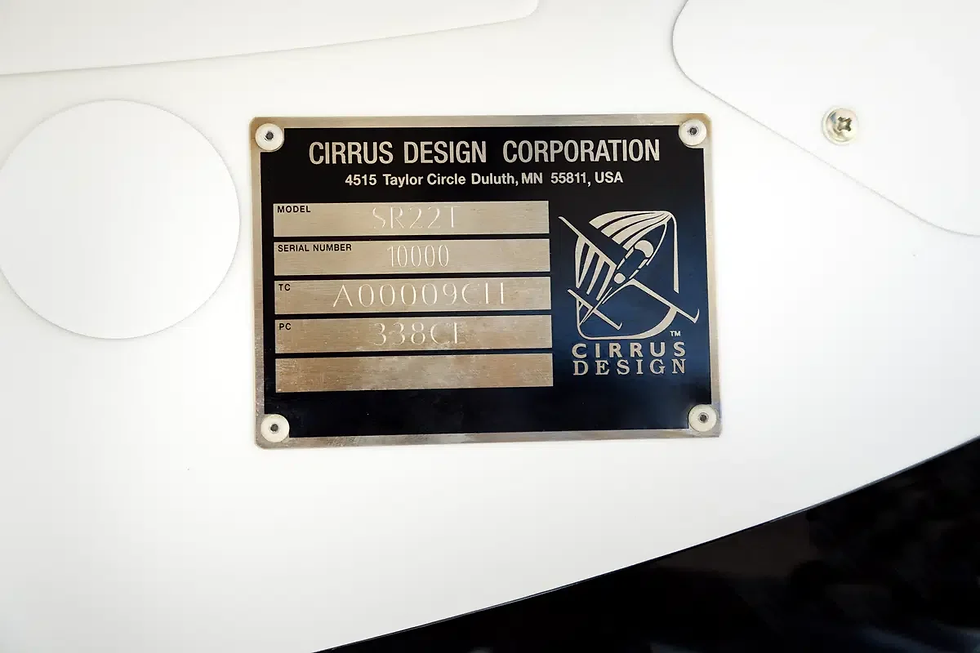 CIRRUS DESIGN CORPORATION
4515 Taylor Circle Duluth, MN 55811, USA
MODEL SR22T
SERIAL NUMBER 10000
TC A00009CH
PC 338CE
TM
CIRRUS
DESIGN